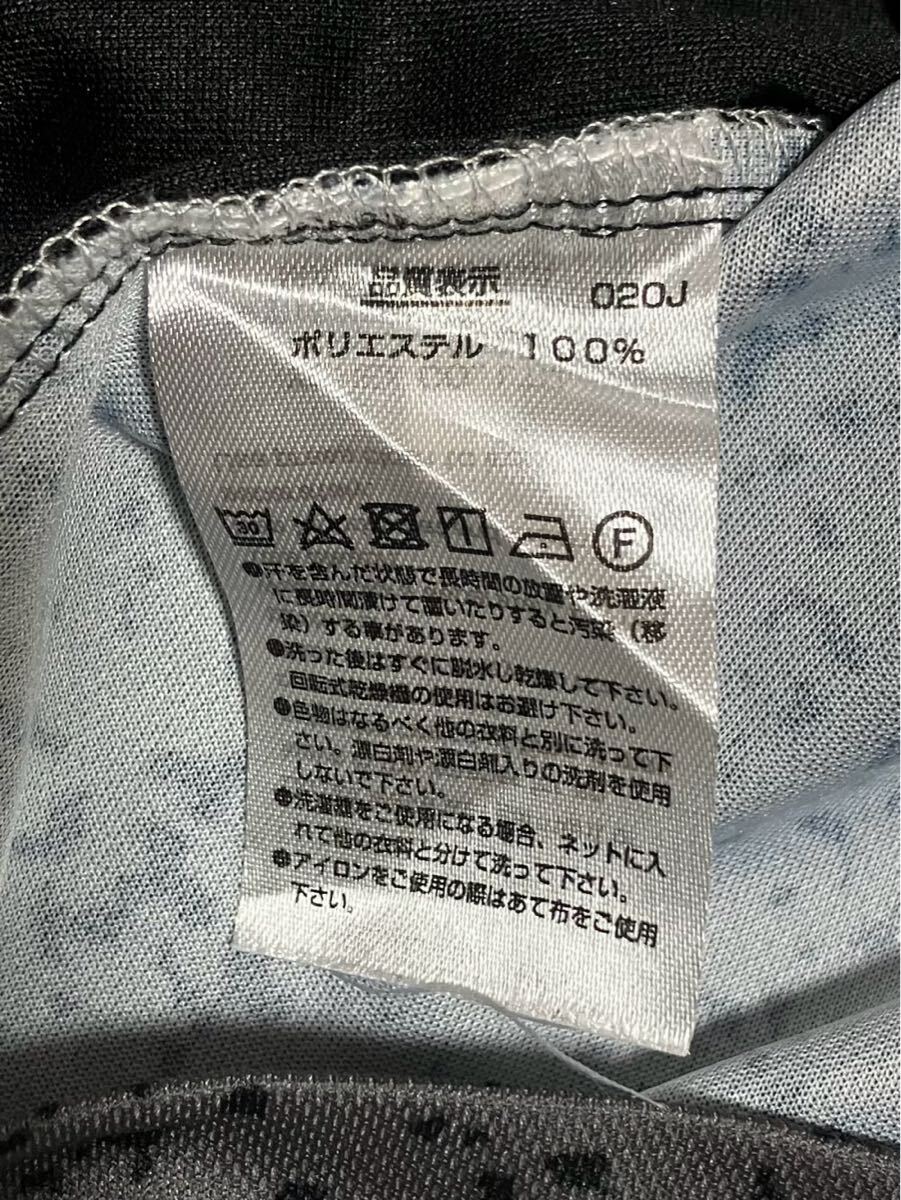 品質表示 020J
ポリエステル 100%
30
F
●汗を含んだ状態で長時間の放置や洗濯液
に長時間漬けて置いたりすると汚染（移
染）する事があります。
●洗った後はすぐに脱水し乾燥して下さい。
回転式乾燥機の使用はお避け下さい。
●色物はなるべく他の衣料と別に洗って下
さい。漂白剤や漂白剤入りの洗剤を使用
しないで下さい。
●洗濯機をご使用になる場合、ネットに入
れて他の衣料と分けて洗って下さい。
●アイロンをご使用の際はあて布をご使用
下さい。